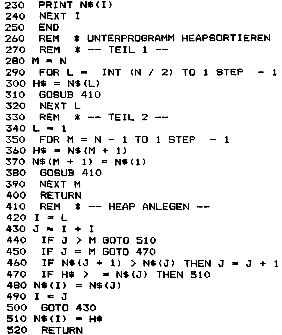 230 PRINT N$(I)
240 NEXT I
250 END
260 REM * UNTERPROGRAMM HEAPSORTIEREN
270 REM * -- TEIL 1 --
280 M = N
290 FOR L = INT (N / 2) TO 1 STEP - 1
300 H$ = N$(L)
310 GOSUB 410
320 NEXT L
330 REM * -- TEIL 2 --
340 L = 1
350 FOR M = N - 1 TO 1 STEP - 1
360 H$ = N$(M + 1)
370 N$(M + 1) = N$(1)
380 GOSUB 410
390 NEXT M
400 RETURN
410 REM * -- HEAP ANLEGEN --
420 I = L
430 J = I + I
440 IF J > M GOTO 510
450 IF J = M GOTO 470
460 IF N$(J + 1) > N$(J) THEN J = J + 1
470 IF H$ > = N$(J) THEN 510
480 N$(I) = N$(J)
490 I = J
500 GOTO 430
510 N$(I) = H$
520 RETURN